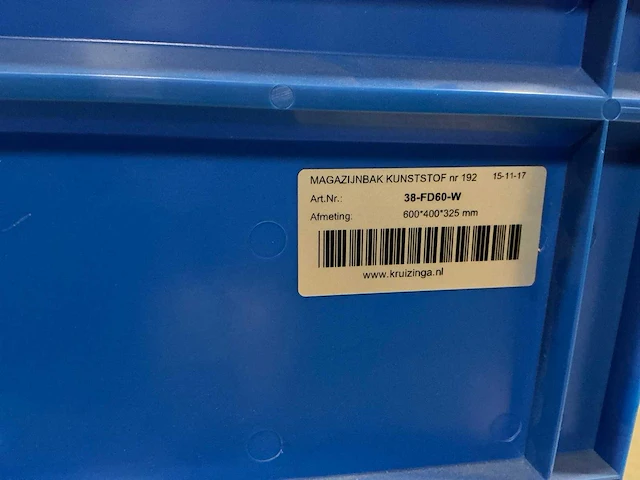 MAGAZIJNBAK KUNSTSTOF nr 192 15-11-17
Art.Nr.: 38-FD60-W
Afmeting: 600*400*325 mm
www.kruizinga.nl